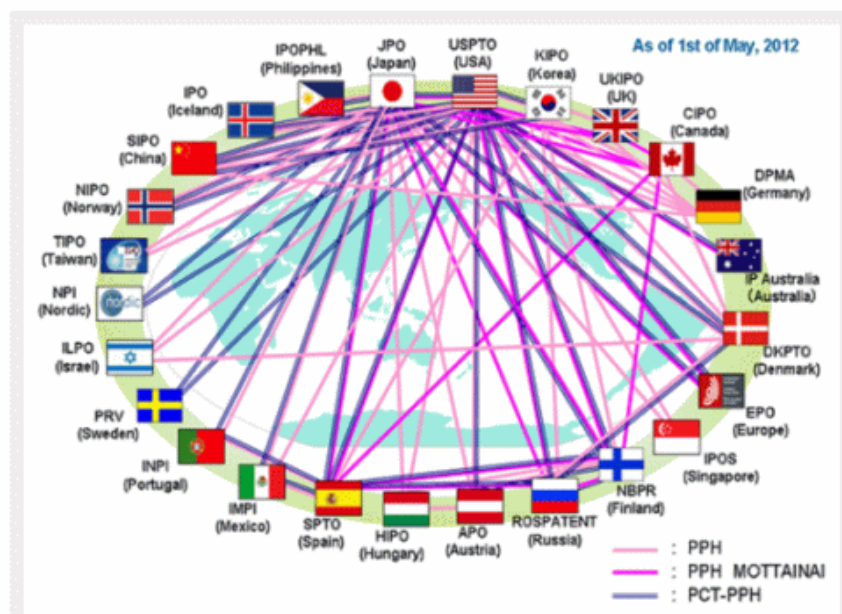 As of 1st of May, 2012
JPO
(Japan)
USPTO
(USA)
KIPO
(Korea)
UKIPO
(UK)
CIPO
(Canada)
DPMA
(Germany)
IP Australia
(Australia)
DKPTO
(Denmark)
EPO
(Europe)
IPOS
(Singapore)
NBPR
(Finland)
ROSPATENT
(Russia)
APO
(Austria)
HIPO
(Hungary)
SPTO
(Spain)
IMPI
(Mexico)
INPI
(Portugal)
PRV
(Sweden)
ILPO
(Israel)
NPI
(Nordic)
TIPO
(Taiwan)
NIPO
(Norway)
SIPO
(China)
IPO
(Iceland)
IPOPHL
(Philippines)
nordic
: PPH
: PPH MOTTAINAI
: PCT-PPH